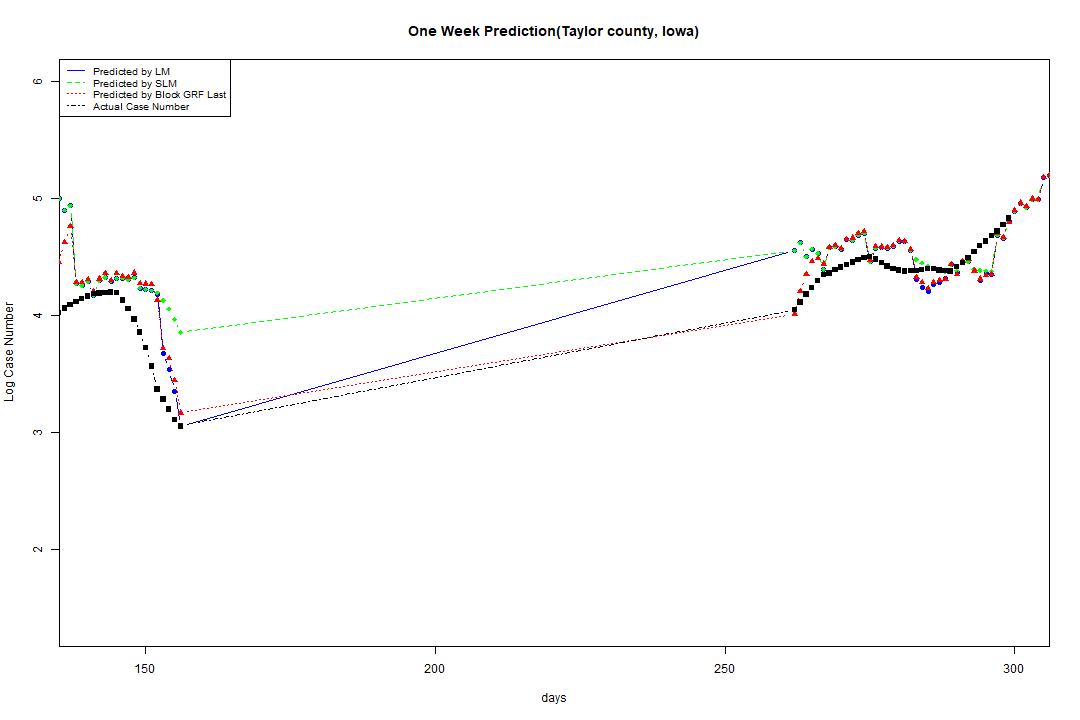 One Week Prediction(Taylor county, Iowa)
Predicted by LM
Predicted by SLM
Predicted by Block GRF Last
Actual Case Number
6
5
4
3
2
Log Case Number
150 200 250 300
days